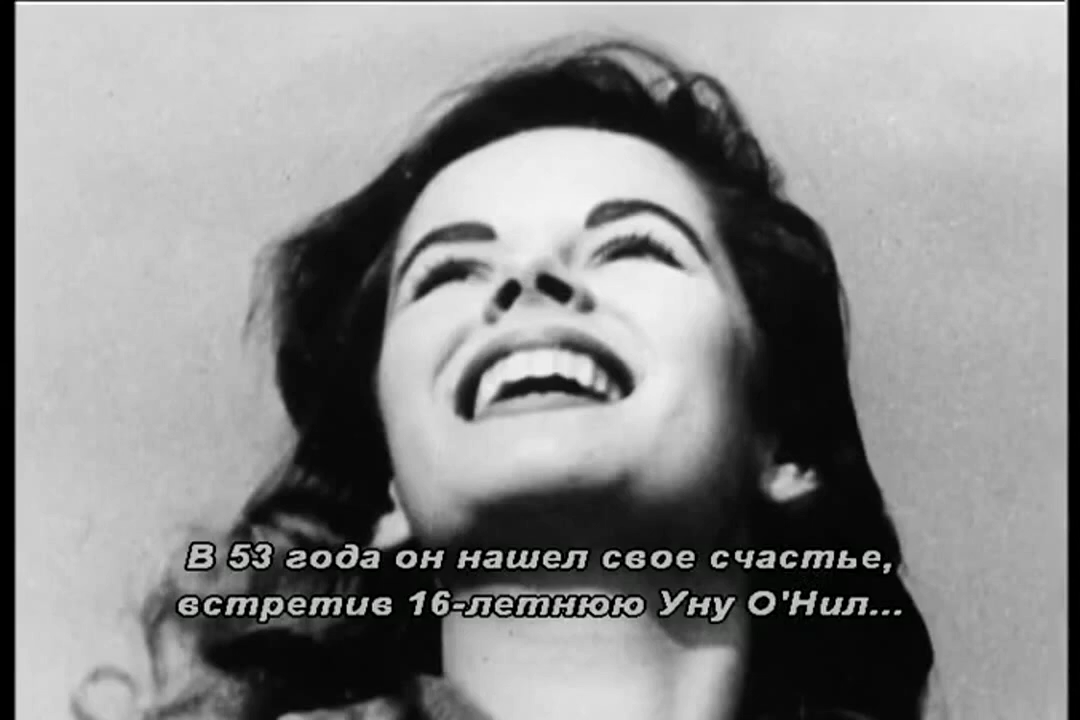 В 53 года он нашел свое счастье,
встретив 16-летнюю Уну О'Нил...